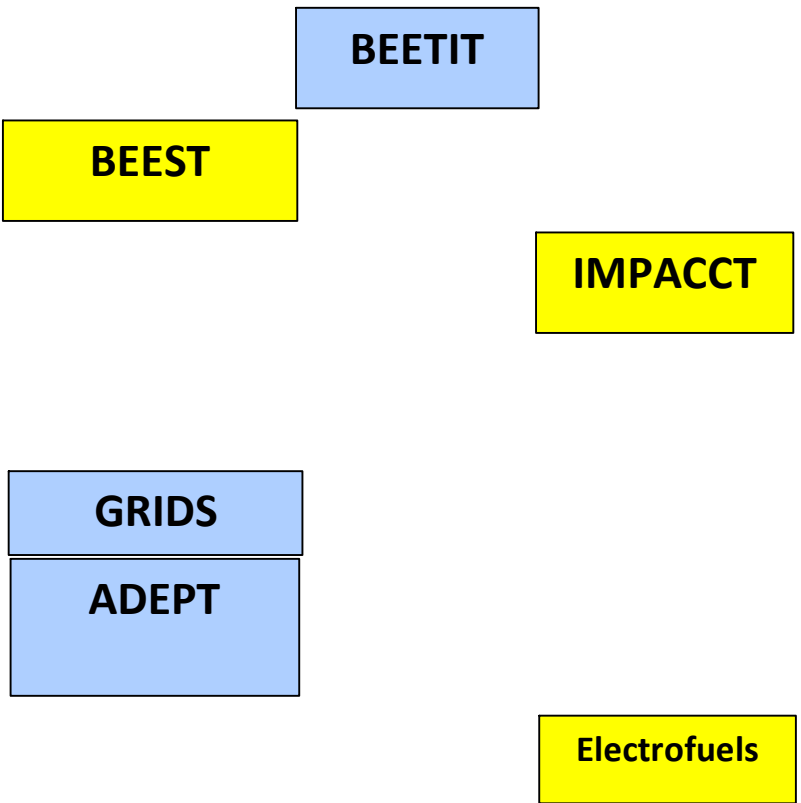 BEETIT
BEEST
IMPACCT
GRIDS
ADEPT
Electrofuels